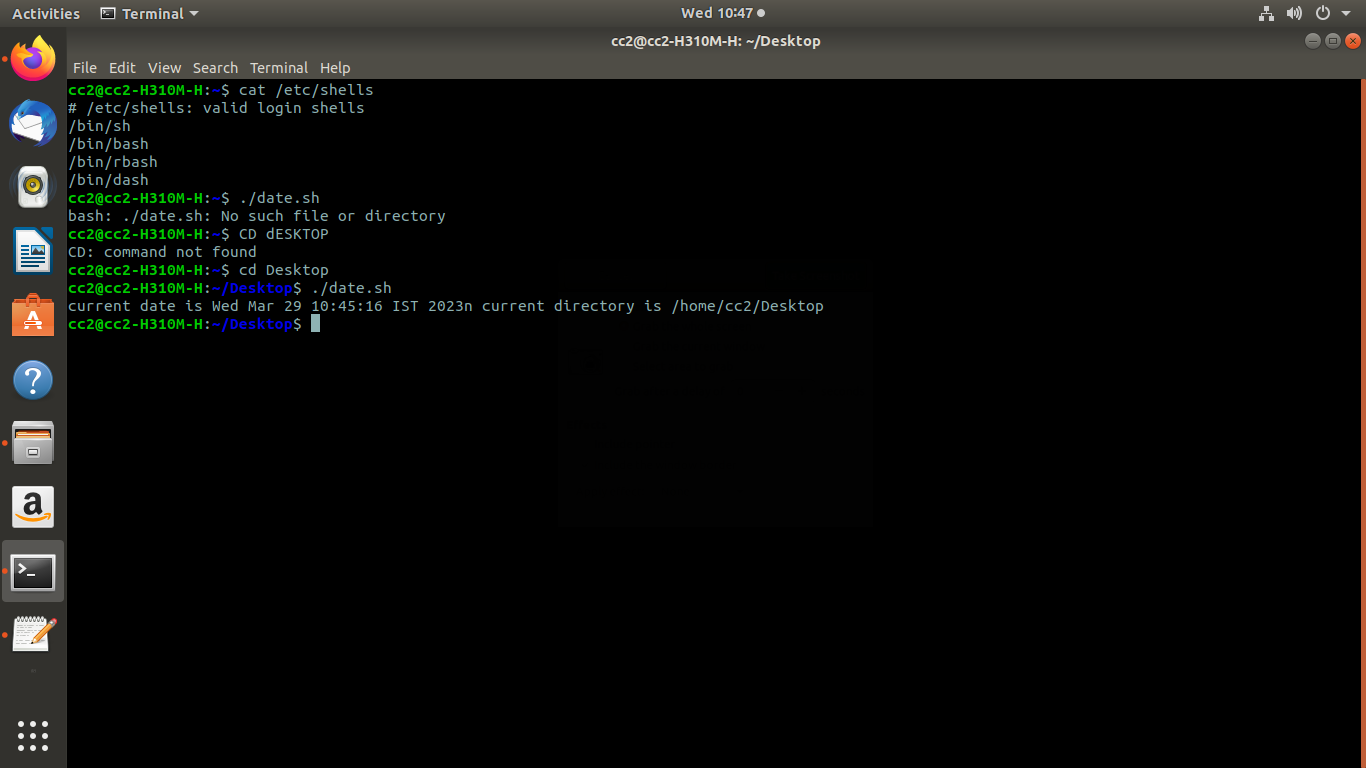 Activities Terminal Wed 10:47
cc2@cc2-H310M-H: ~/Desktop
File Edit View Search Terminal Help
cc2@cc2-H310M-H:~$ cat /etc/shells
# /etc/shells: valid login shells
/bin/sh
/bin/bash
/bin/rbash
/bin/dash
cc2@cc2-H310M-H:~$ ./date.sh
bash: ./date.sh: No such file or directory
cc2@cc2-H310M-H:~$ CD dESKTOP
CD: command not found
cc2@cc2-H310M-H:~$ cd Desktop
cc2@cc2-H310M-H:~/Desktop$ ./date.sh
current date is Wed Mar 29 10:45:16 IST 2023n current directory is /home/cc2/Desktop
cc2@cc2-H310M-H:~/Desktop$